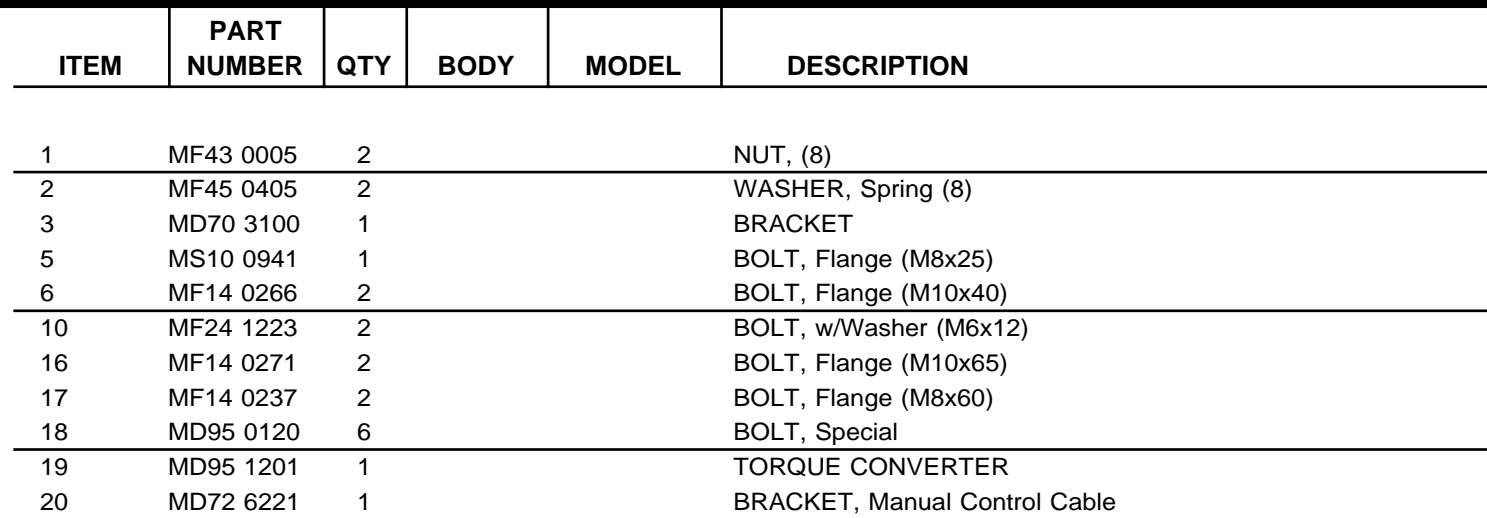 PART
ITEM NUMBER QTY BODY MODEL DESCRIPTION
1 MF43 0005 2 NUT, (8)
2 MF45 0405 2 WASHER, Spring (8)
3 MD70 3100 1 BRACKET
5 MS10 0941 1 BOLT, Flange (M8x25)
6 MF14 0266 2 BOLT, Flange (M10x40)
10 MF24 1223 2 BOLT, w/Washer (M6x12)
16 MF14 0271 2 BOLT, Flange (M10x65)
17 MF14 0237 2 BOLT, Flange (M8x60)
18 MD95 0120 6 BOLT, Special
19 MD95 1201 1 TORQUE CONVERTER
20 MD72 6221 1 BRACKET, Manual Control Cable